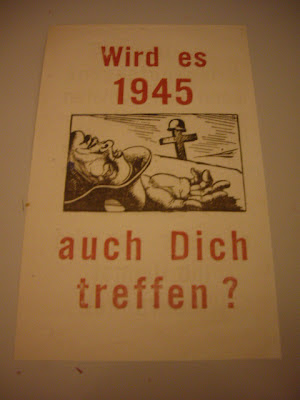 Wird es
1945
auch Dich
treffen?